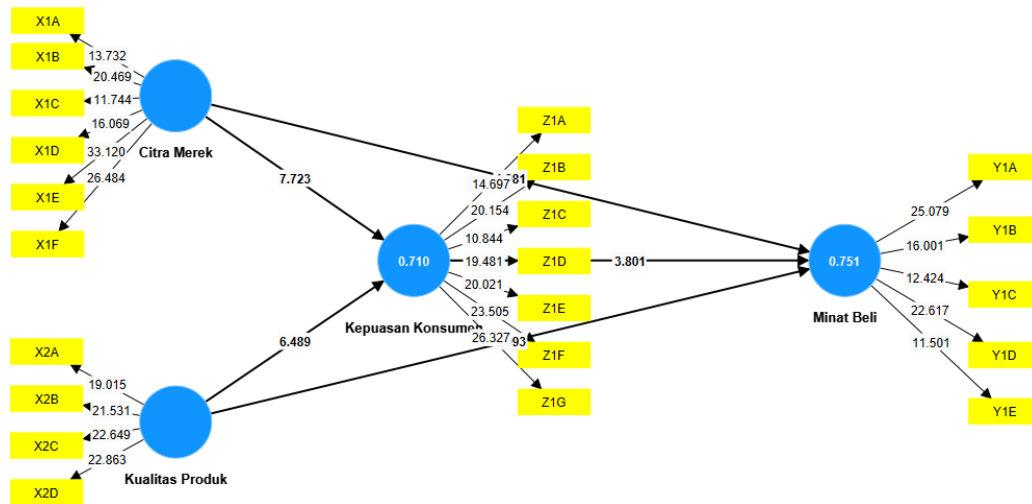 X1A
X1B
X1C
X1D
X1E
X1F
13.732
20.469
11.744
16.069
33.120
26.484
Citra Merek
7.723
X2A
X2B
X2C
X2D
19.015
21.531
22.649
22.863
Kualitas Produk
6.489
0.710
Kepuasan Konsumen
14.697
20.154
10.844
19.481
20.021
23.505
26.327
Z1A
Z1B
Z1C
Z1D
Z1E
Z1F
Z1G
3.801
0.751
Minat Beli
25.079
16.001
12.424
22.617
11.501
Y1A
Y1B
Y1C
Y1D
Y1E